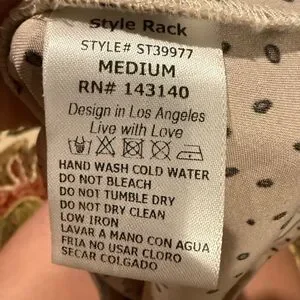 Style Rack
STYLE# ST39977
MEDIUM
RN# 143140
Design in Los Angeles
Live with Love
HAND WASH COLD WATER
DO NOT BLEACH
DO NOT TUMBLE DRY
DO NOT DRY CLEAN
LOW IRON
LAVAR A MANO CON AGUA
FRIA NO USAR CLORO
SECAR COLGADO